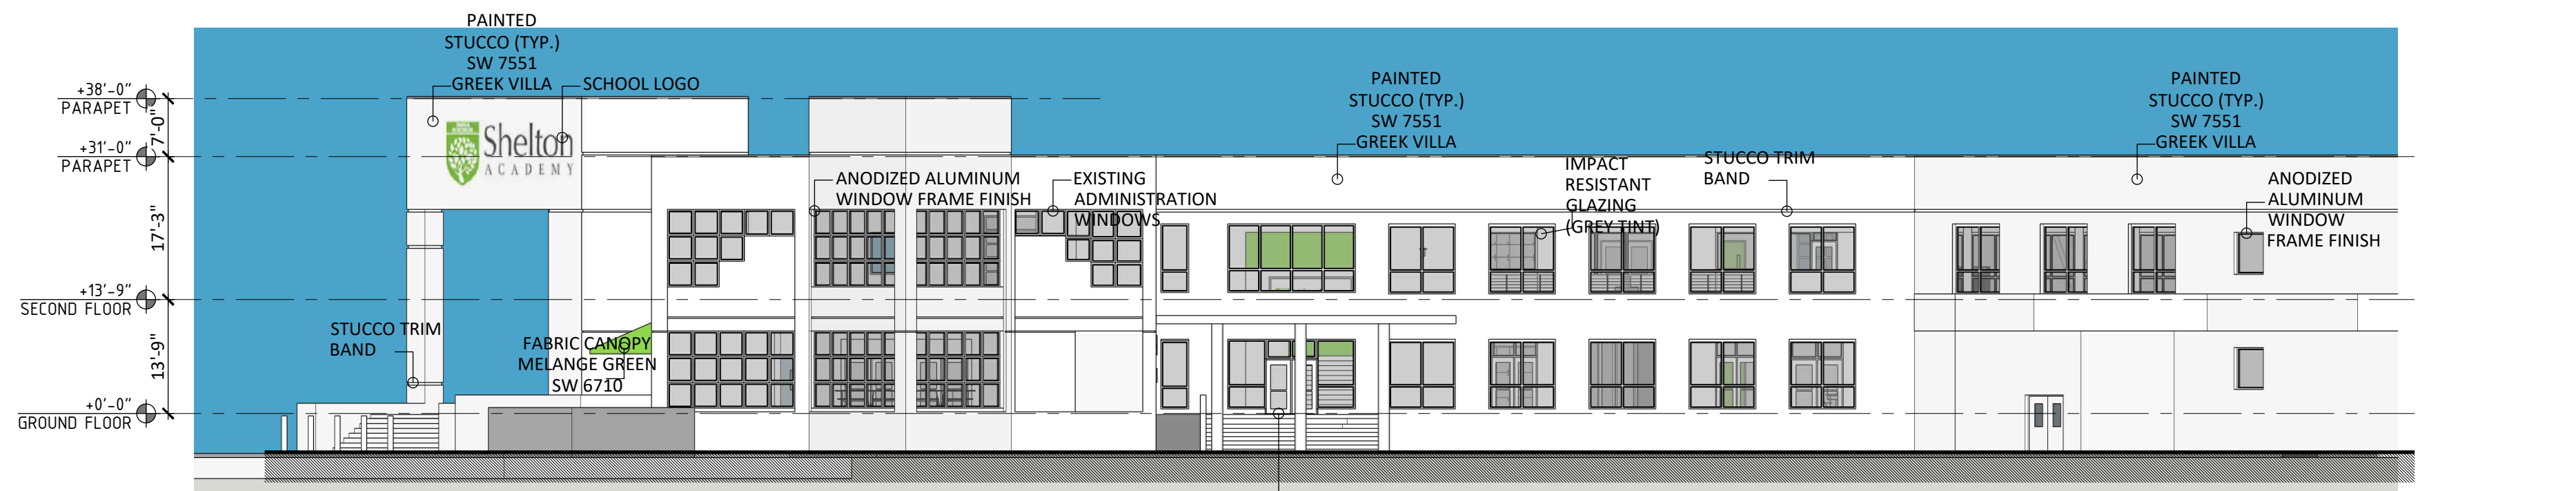 PAINTED
STUCCO (TYP.)
SW 7551
GREEK VILLA
SCHOOL LOGO
+38'-0"
PARAPET
7'-0"
+31'-0"
PARAPET
Shelton
ACADEMY
PAINTED
STUCCO (TYP.)
SW 7551
GREEK VILLA
PAINTED
STUCCO (TYP.)
SW 7551
GREEK VILLA
ANODIZED ALUMINUM
WINDOW FRAME FINISH
EXISTING
ADMINISTRATION
WINDOWS
IMPACT
RESISTANT
GLAZING
(GREY TINT)
STUCCO TRIM
BAND
ANODIZED
ALUMINUM
WINDOW
FRAME FINISH
17'-3"
+13'-9"
SECOND FLOOR
STUCCO TRIM
BAND
FABRIC CANOPY
MELANGE GREEN
SW 6710
13'-9"
+0'-0"
GROUND FLOOR